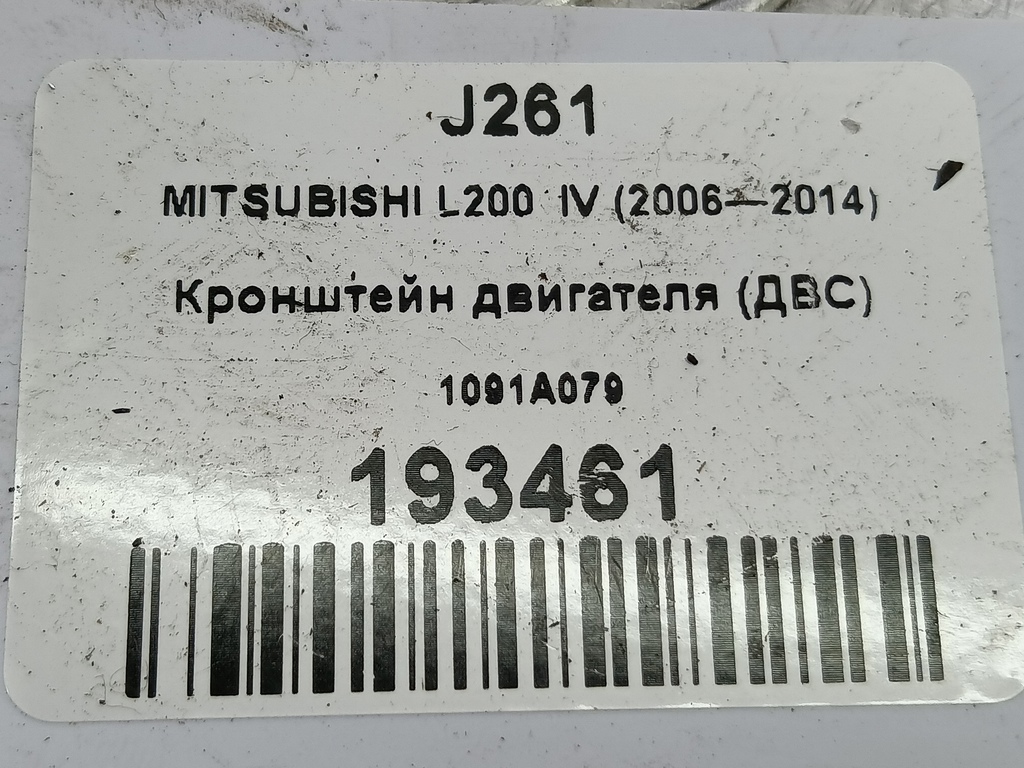 J261
MITSUBISHI L200 IV (2006—2014)
Кронштейн двигателя (ДВС)
1091A079
193461